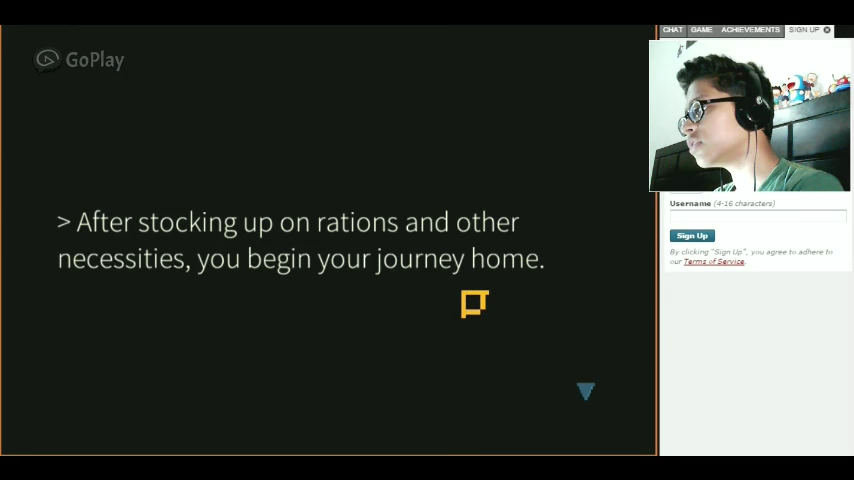 CHAT GAME ACHIEVEMENTS SIGN UP
GoPlay
> After stocking up on rations and other
necessities, you begin your journey home.
Username (4-16 characters)
Sign Up
By clicking "Sign Up", you agree to adhere to
our Terms of Service.